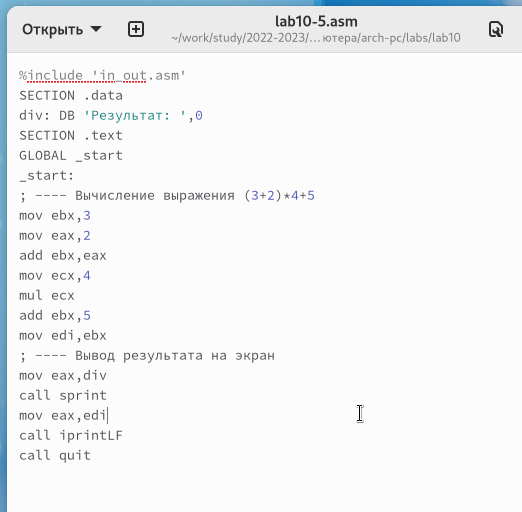 Открыть
lab10-5.asm
~/work/study/2022-2023/... ютера/arch-pc/labs/lab10
%include 'in_out.asm'
SECTION .data
div: DB 'Результат: ',0
SECTION .text
GLOBAL _start
_start:
; ---- Вычисление выражения (3+2)*4+5
mov ebx,3
mov eax,2
add ebx,eax
mov ecx,4
mul ecx
add ebx,5
mov edi,ebx
; ---- Вывод результата на экран
mov eax,div
call sprint
mov eax,edi
call iprintLF
call quit